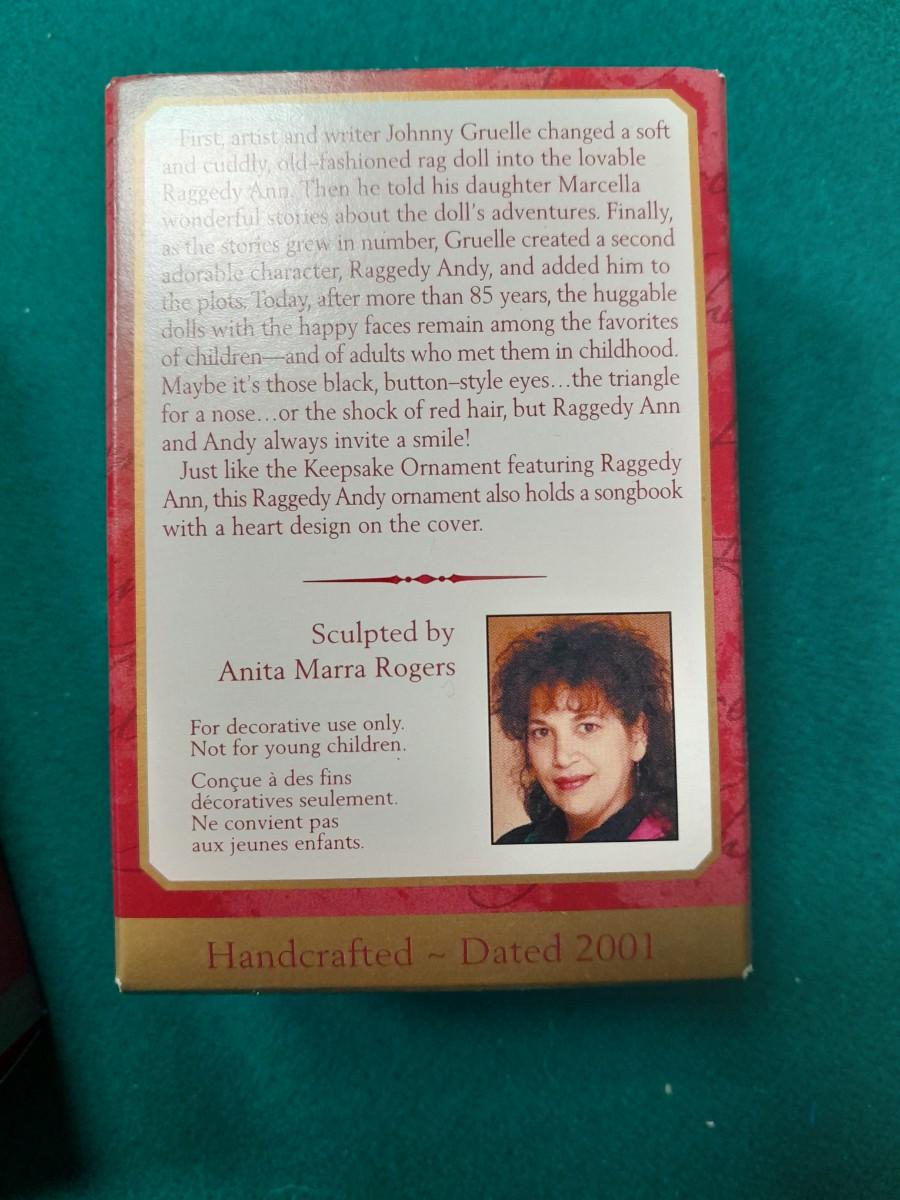 First, artist and writer Johnny Gruelle changed a soft
and cuddly, old-fashioned rag doll into the lovable
Raggedy Ann. Then he told his daughter Marcella
wonderful stories about the doll's adventures. Finally,
as the stories grew in number, Gruelle created a second
adorable character, Raggedy Andy, and added him to
the plots. Today, after more than 85 years, the huggable
dolls with the happy faces remain among the favorites
of children—and of adults who met them in childhood.
Maybe it's those black, button–style eyes...the triangle
for a nose...or the shock of red hair, but Raggedy Ann
and Andy always invite a smile!
Just like the Keepsake Ornament featuring Raggedy
Ann, this Raggedy Andy ornament also holds a songbook
with a heart design on the cover.
Sculpted by
Anita Marra Rogers
For decorative use only.
Not for young children.
Conçue à des fins
décoratives seulement.
Ne convient pas
aux jeunes enfants.
Handcrafted ~ Dated 2001